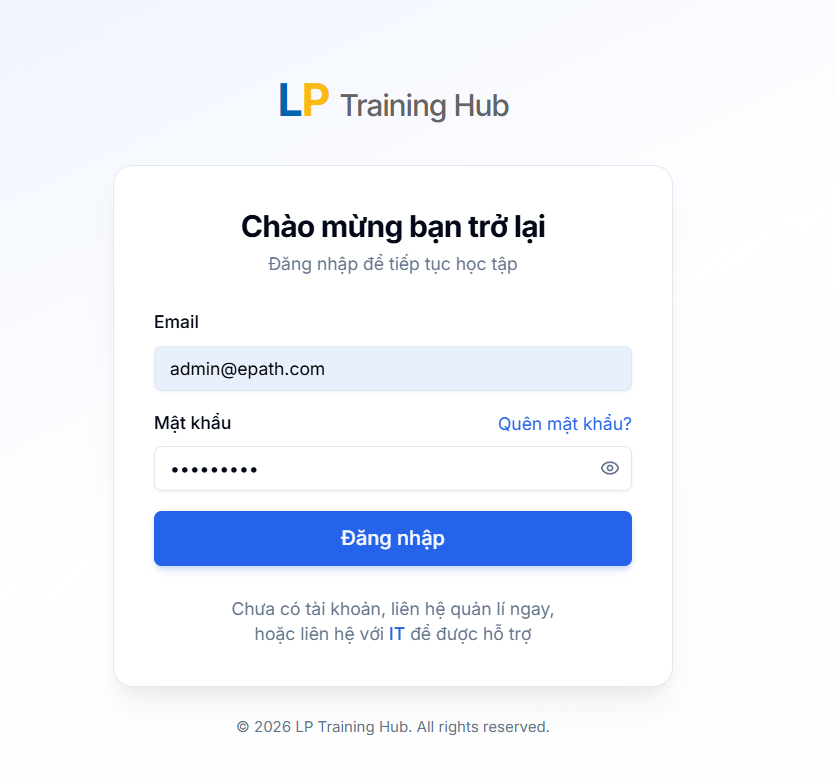 LP Training Hub
Chào mừng bạn trở lại
Đăng nhập để tiếp tục học tập
Email
admin@epath.com
Mật khẩu Quên mật khẩu?
•••••••••
Đăng nhập
Chưa có tài khoản, liên hệ quản lí ngay,
hoặc liên hệ với IT để được hỗ trợ
© 2026 LP Training Hub. All rights reserved.